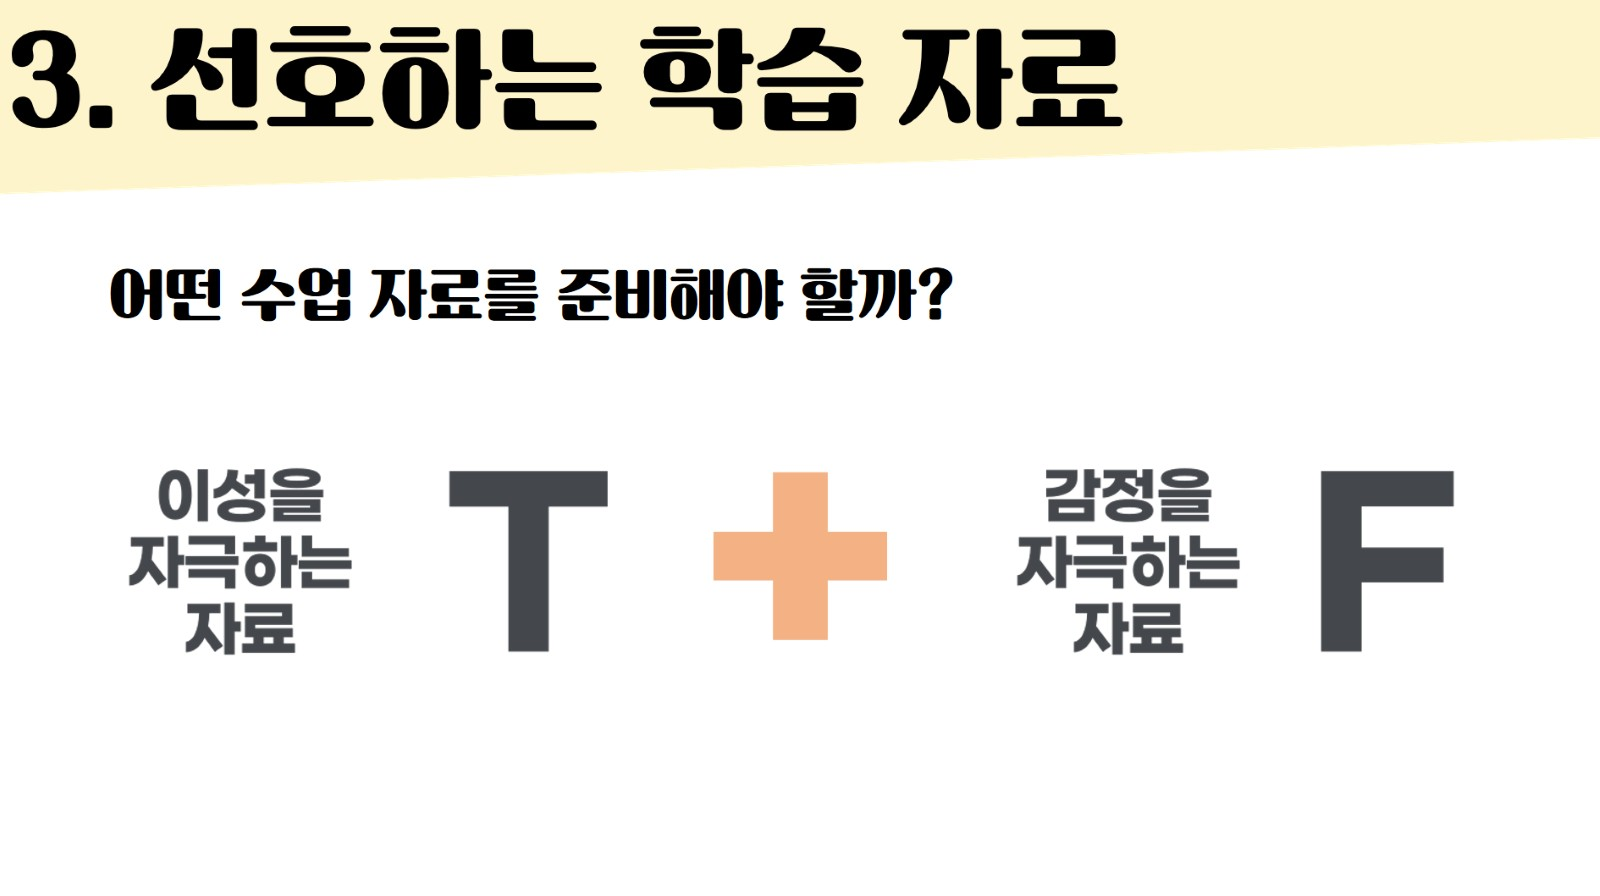 3. 선호하는 학습 자료
어떤 수업 자료를 준비해야 할까?
이성을
자극하는
자료
T
+
감정을
자극하는
자료
F